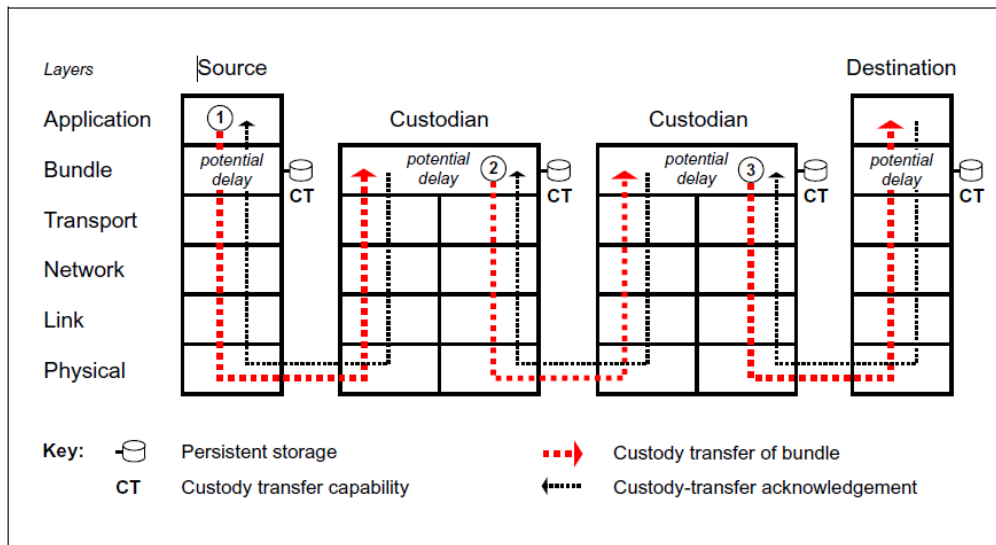 Layers Source Destination
Application 1 Custodian Custodian
Bundle potential delay CT potential delay 2 CT potential delay 3 CT potential delay CT
Transport
Network
Link
Physical
Key: Persistent storage Custody transfer of bundle
CT Custody transfer capability Custody-transfer acknowledgement